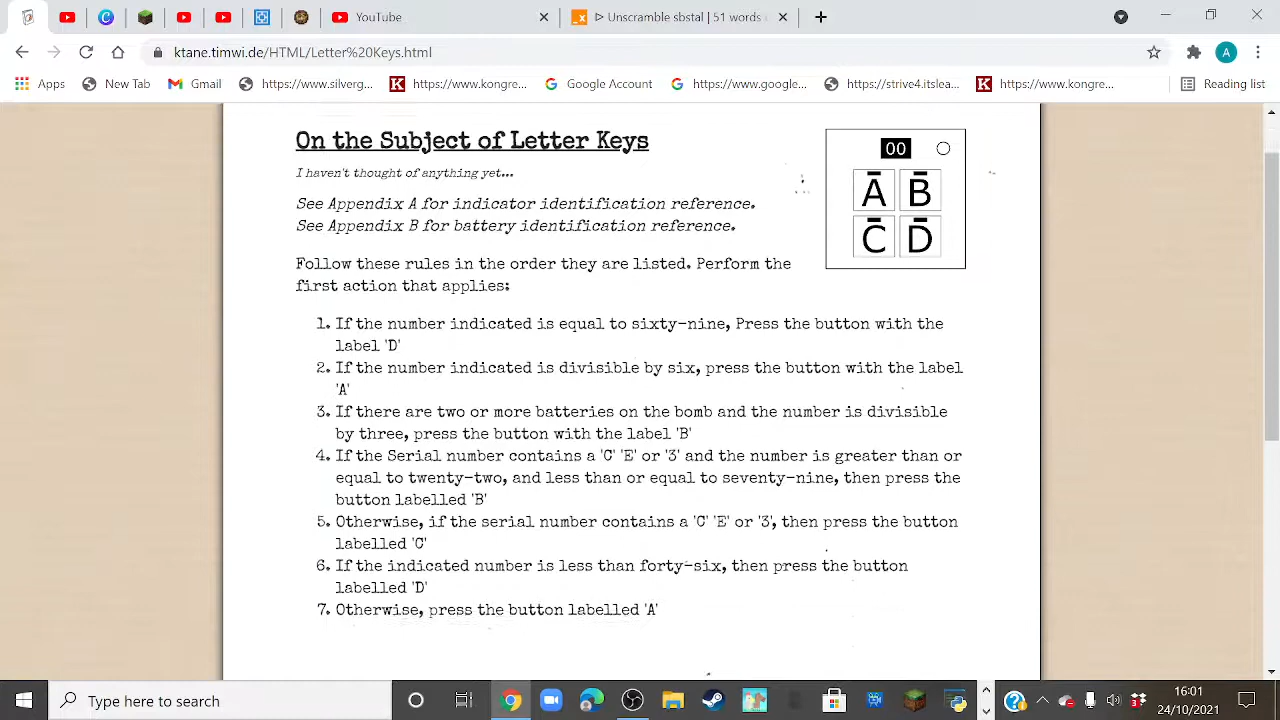 YouTube
Unscramble sbstal | 51 words
ktane.timwi.de/HTML/Letter%20Keys.html
A
Apps
New Tab
Gmail
https://www.silverg...
https://www.kongre...
Google Account
https://www.google...
https://strive4.itslea...
https://www.kongre...
Reading list
On the Subject of Letter Keys
00
I haven't thought of anything yet...
A B
See Appendix A for indicator identification reference.
See Appendix B for battery identification reference.
C D
Follow these rules in the order they are listed. Perform the
first action that applies:
1. If the number indicated is equal to sixty-nine, Press the button with the
label 'D'
2. If the number indicated is divisible by six, press the button with the label
'A'
3. If there are two or more batteries on the bomb and the number is divisible
by three, press the button with the label 'B'
4. If the Serial number contains a 'C' 'E' or '3' and the number is greater than or
equal to twenty-two, and less than or equal to seventy-nine, then press the
button labelled 'B'
5. Otherwise, if the serial number contains a 'C' 'E' or '3', then press the button
labelled 'C'
6. If the indicated number is less than forty-six, then press the button
labelled 'D'
7. Otherwise, press the button labelled 'A'
Type here to search
16:01
24/10/2021